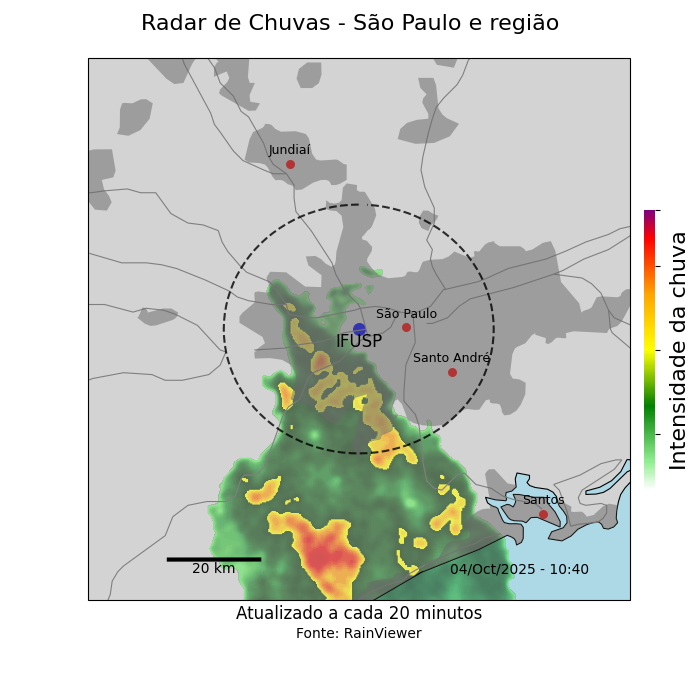 Radar de Chuvas - São Paulo e região
Jundiaí
São Paulo
IFUSP
Santo André
Santos
20 km
04/Oct/2025 - 10:40
Intensidade da chuva
Atualizado a cada 20 minutos
Fonte: RainViewer